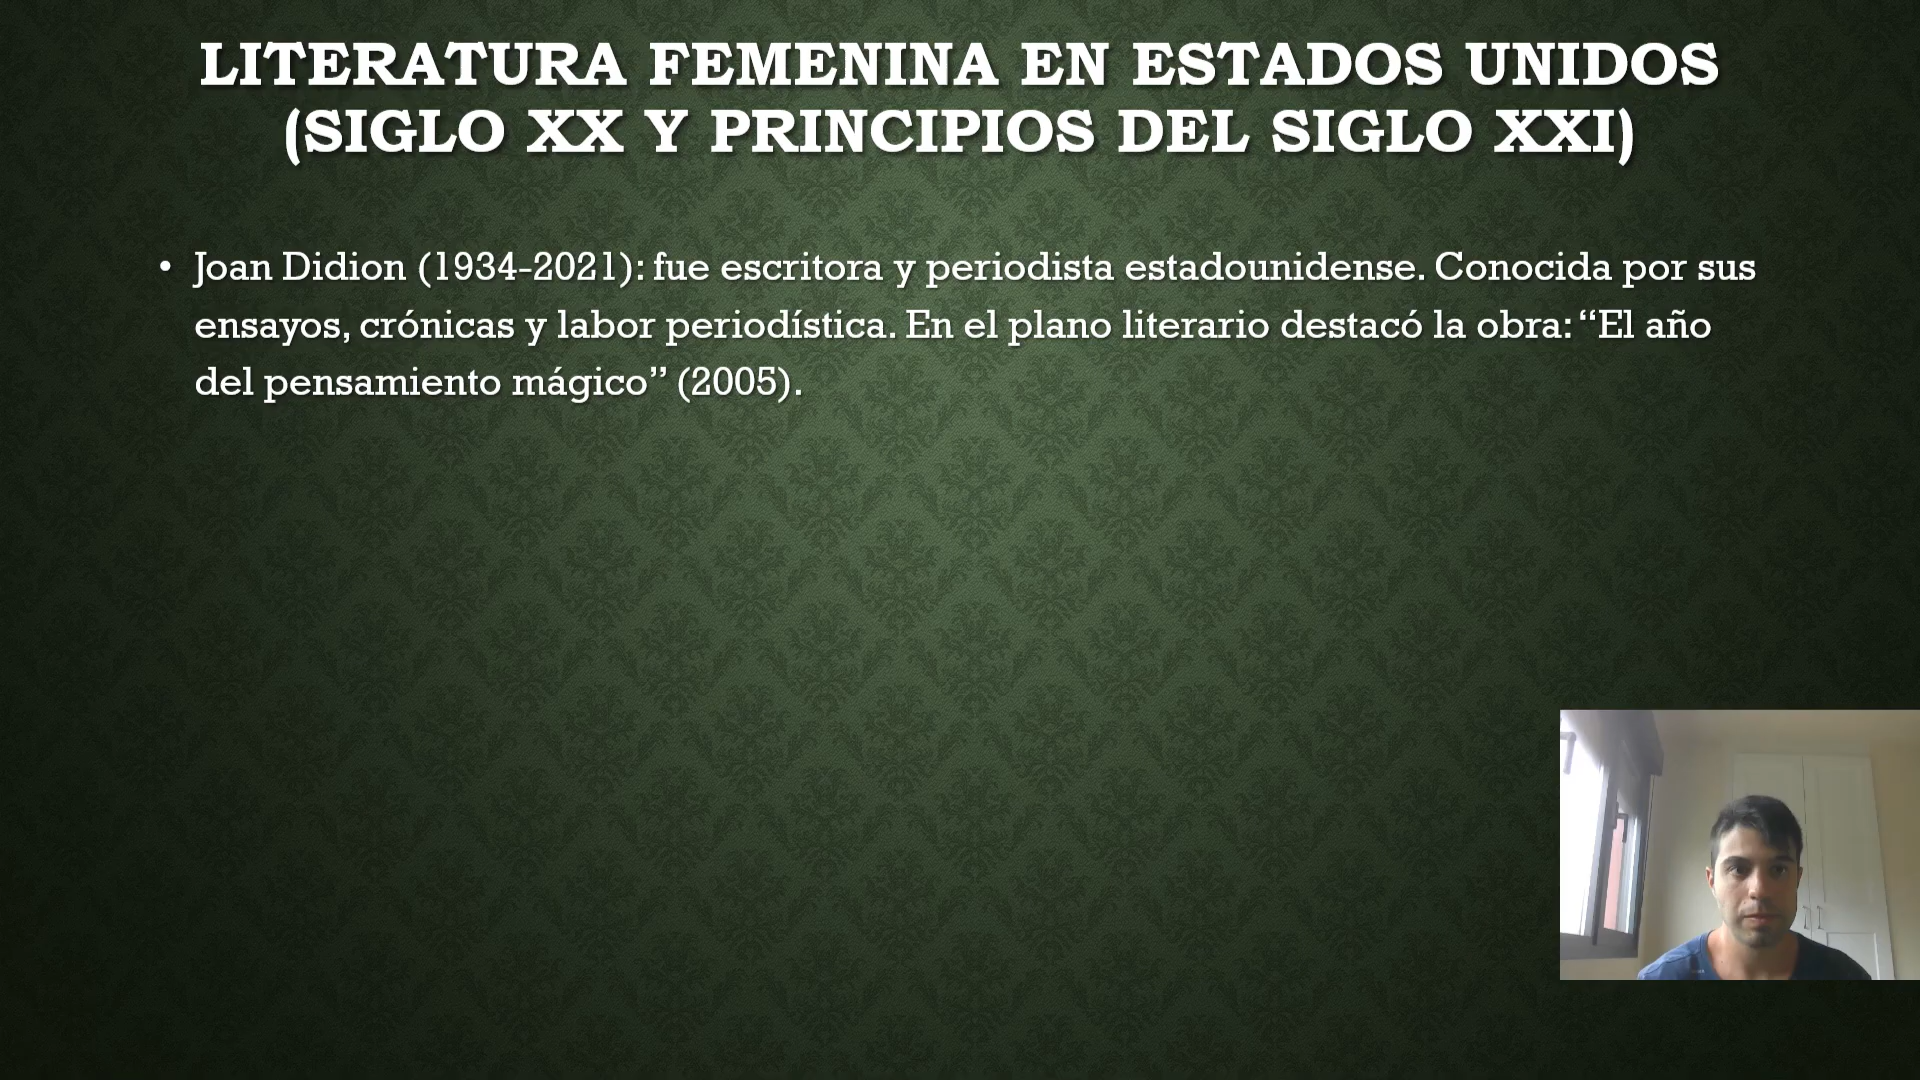 LITERATURA FEMENINA EN ESTADOS UNIDOS
(SIGLO XX Y PRINCIPIOS DEL SIGLO XXI)
• Joan Didion (1934-2021): fue escritora y periodista estadounidense. Conocida por sus
ensayos, crónicas y labor periodística. En el plano literario destacó la obra: “El año
del pensamiento mágico” (2005).